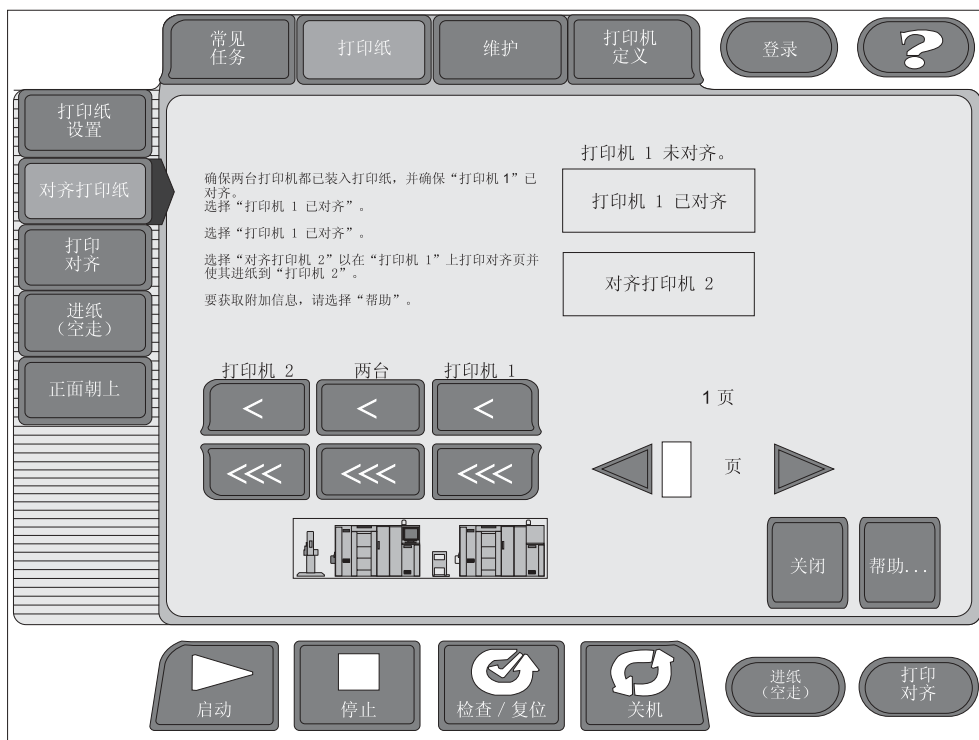 常见
任务
打印纸
维护
打印机
定义
登录
?
打印纸
设置
对齐打印纸
打印
对齐
进纸
(空走)
正面朝上
确保两台打印机都已装入打印纸，并确保“打印机 1”已
对齐。
选择“打印机 1 已对齐”。
选择“打印机 1 已对齐”。
选择“对齐打印机 2”以在“打印机 1”上打印对齐页并
使其进纸到“打印机 2”。
要获取附加信息，请选择“帮助”。
打印机 1 未对齐。
打印机 1 已对齐
对齐打印机 2
打印机 2
两台
打印机 1
<
<
<
<<<
<<<
<<<
1 页
页
关闭
帮助...
启动
停止
检查 / 复位
关机
进纸
(空走)
打印
对齐